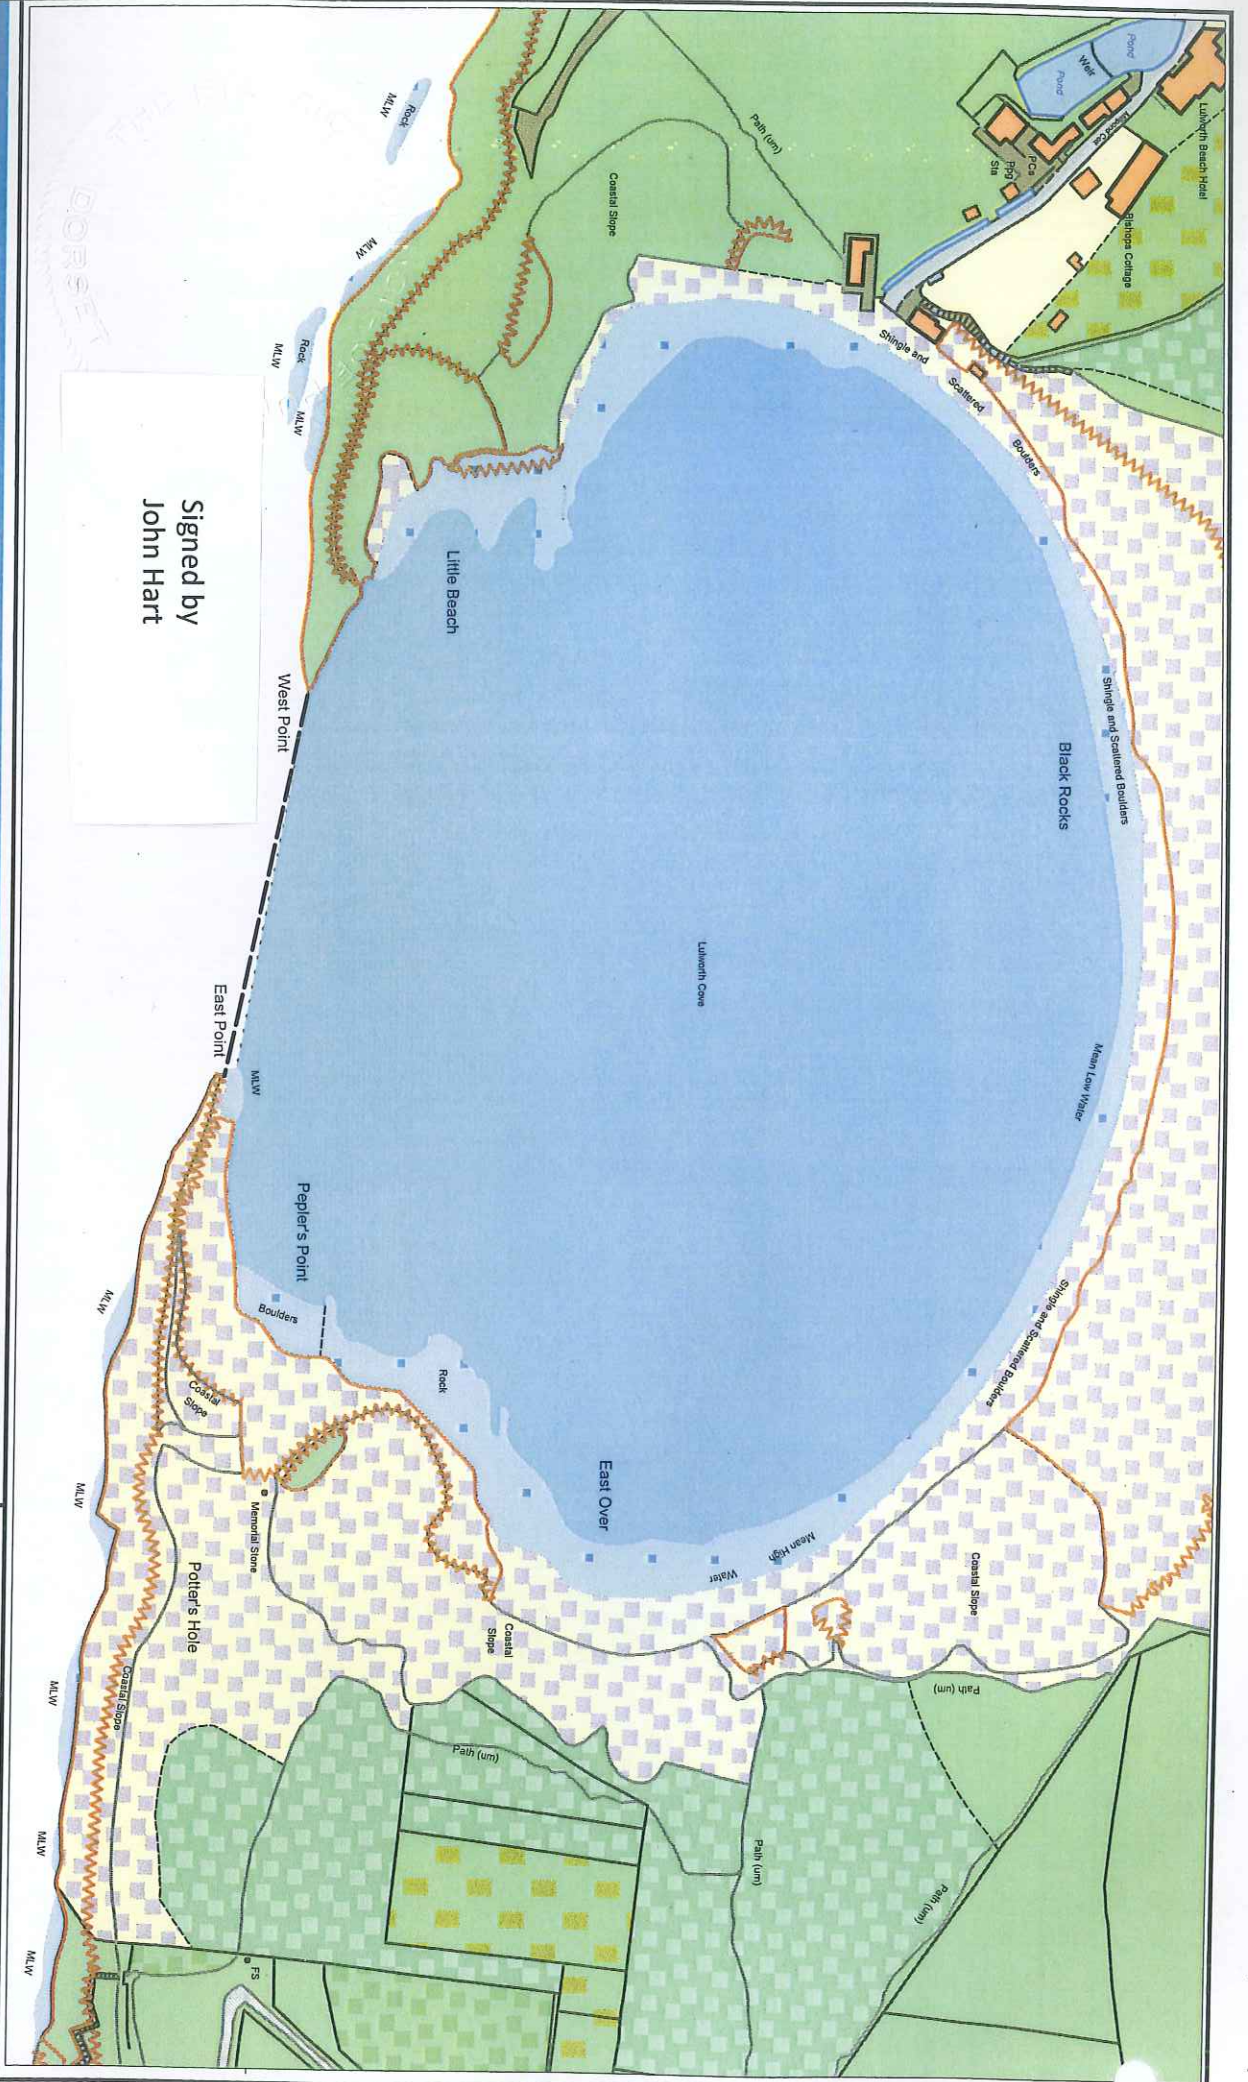 Pond
Weir
Pond
Millpond Cott
Lulworth Beach Hotel
Bishops Cottage
PCs
Ppg
Sta
Path (um)
Coastal Slope
Shingle and
Scattered
Boulders
Shingle and Scattered Boulders
Black Rocks
Mean Low Water
Shingle and Scattered Boulders
Coastal Slope
Path (um)
Path (um)
Rock
MLW
MLW
Rock
MLW
MLW
Little Beach
West Point
Lulworth Cove
East Point
MLW
Pepler's Point
Boulders
Rock
East Over
Mean High
Water
Coastal
Slope
Coastal
Slope
Memorial Stone
Potter's Hole
Coastal Slope
Path (um)
Path (um)
FS
MLW
MLW
MLW
MLW
MLW
Signed by
John Hart
DORSET